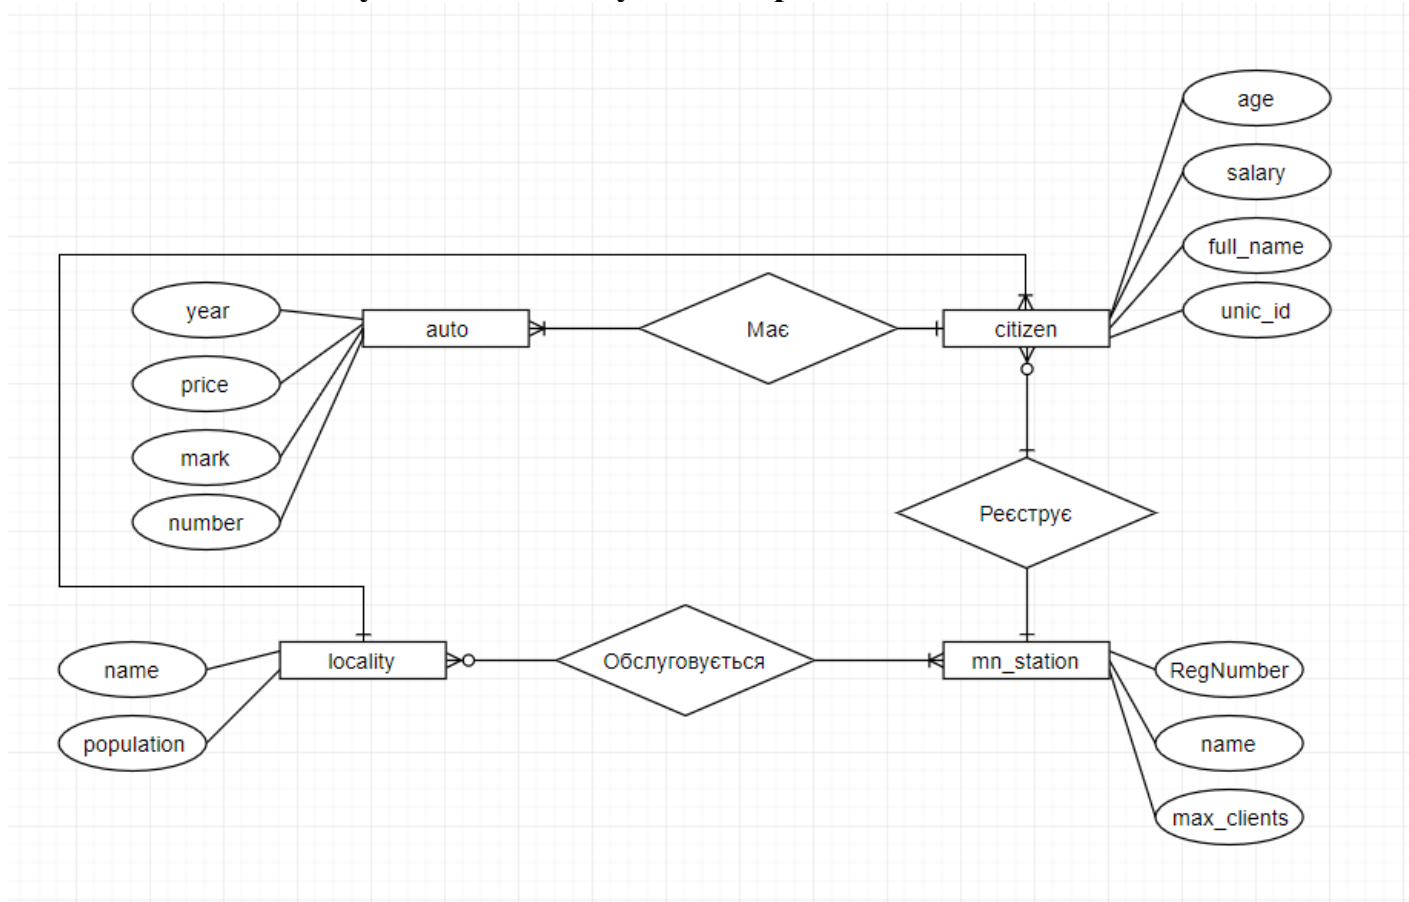 age
salary
full_name
unic_id
year
auto
Має
citizen
price
mark
number
Реєструє
name
locality
Обслуговується
mn_station
RegNumber
population
name
max_clients